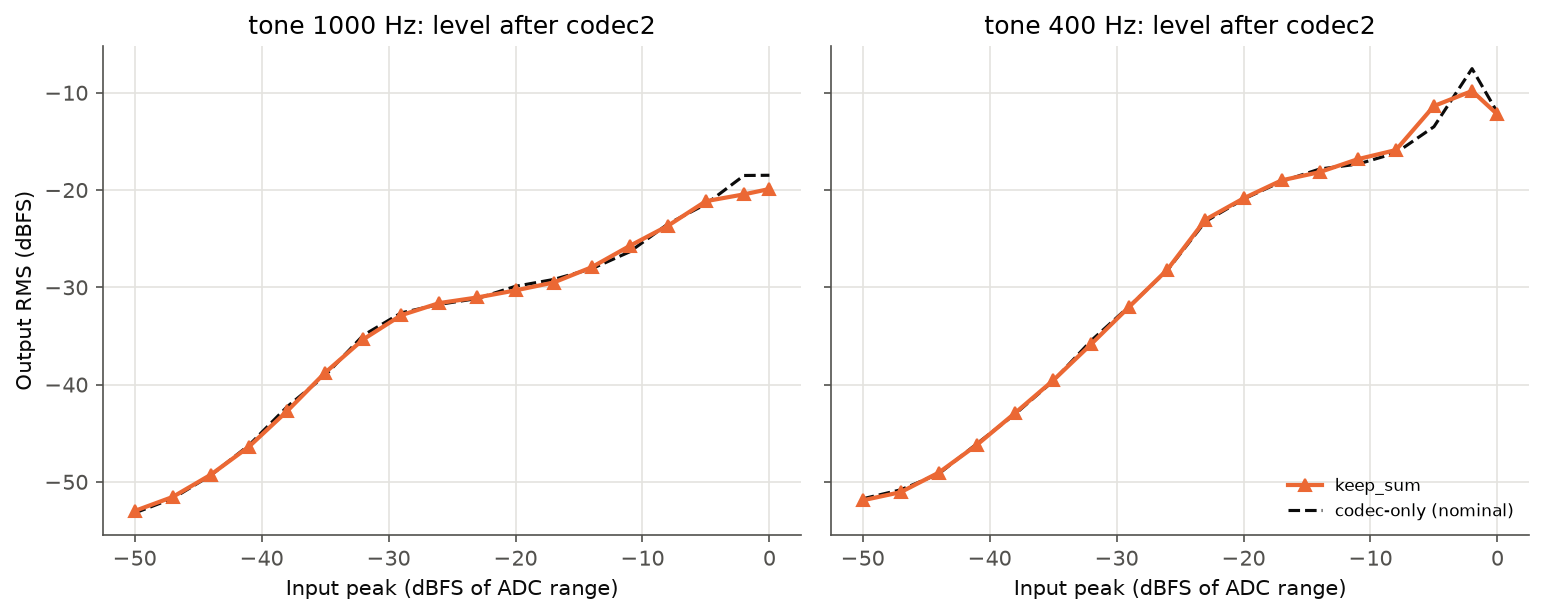 tone 1000 Hz: level after codec2
tone 400 Hz: level after codec2
Output RMS (dBFS)
−10
−20
−30
−40
−50
−50
−40
−30
−20
−10
0
−50
−40
−30
−20
−10
0
Input peak (dBFS of ADC range)
Input peak (dBFS of ADC range)
keep_sum
codec-only (nominal)